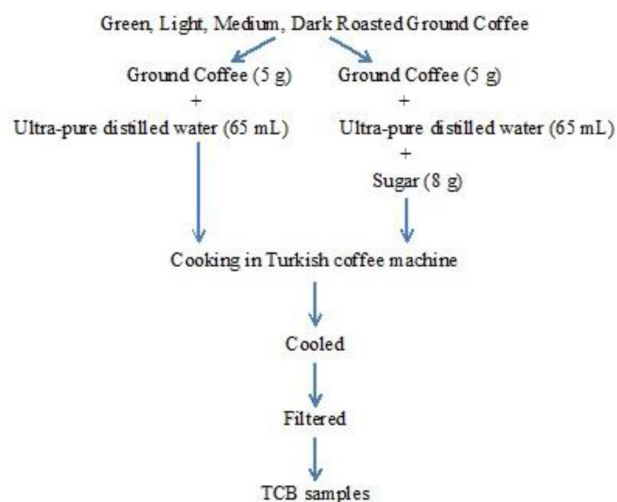 Green, Light, Medium, Dark Roasted Ground Coffee
Ground Coffee (5 g)
+
Ultra-pure distilled water (65 mL)
Ground Coffee (5 g)
+
Ultra-pure distilled water (65 mL)
+
Sugar (8 g)
Cooking in Turkish coffee machine
Cooled
Filtered
TCB samples